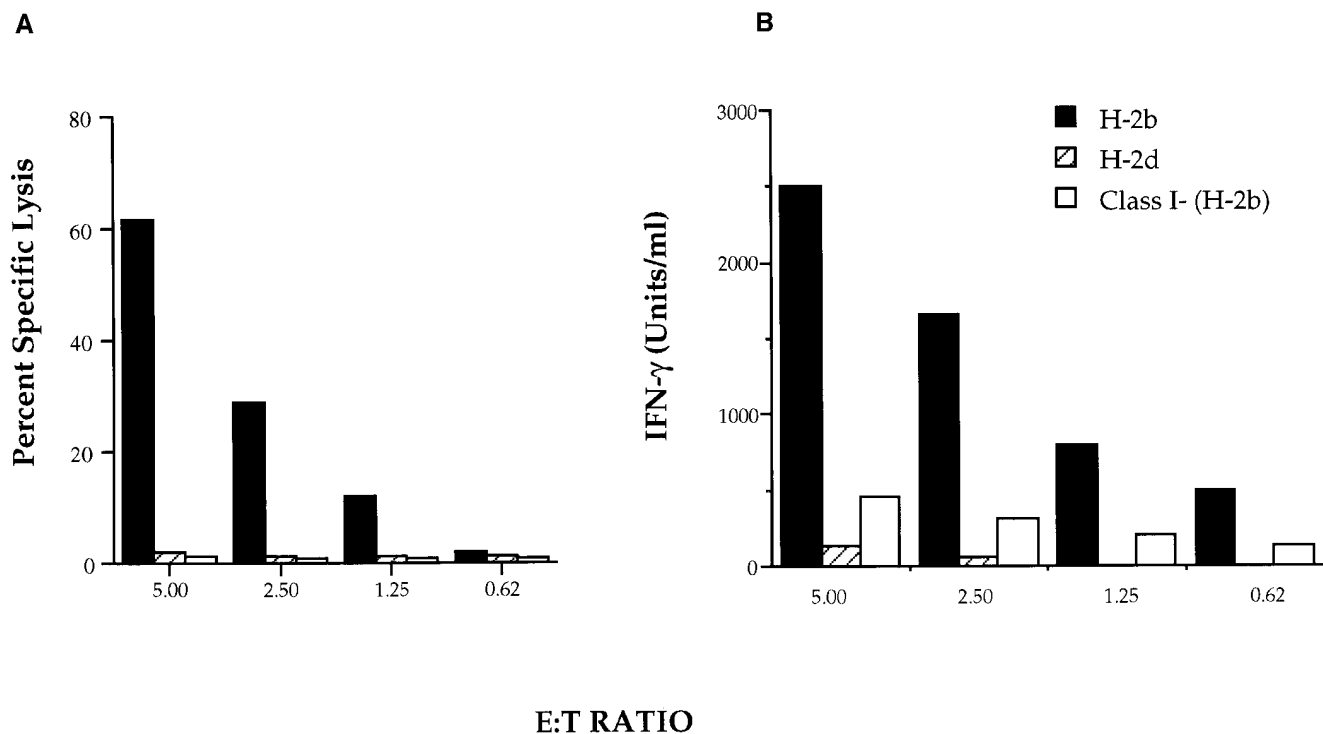 A
B
Percent Specific Lysis
80
60
40
20
0
5.00
2.50
1.25
0.62
IFN-γ (Units/ml)
3000
2000
1000
0
5.00
2.50
1.25
0.62
H-2b
H-2d
Class I- (H-2b)
E:T RATIO